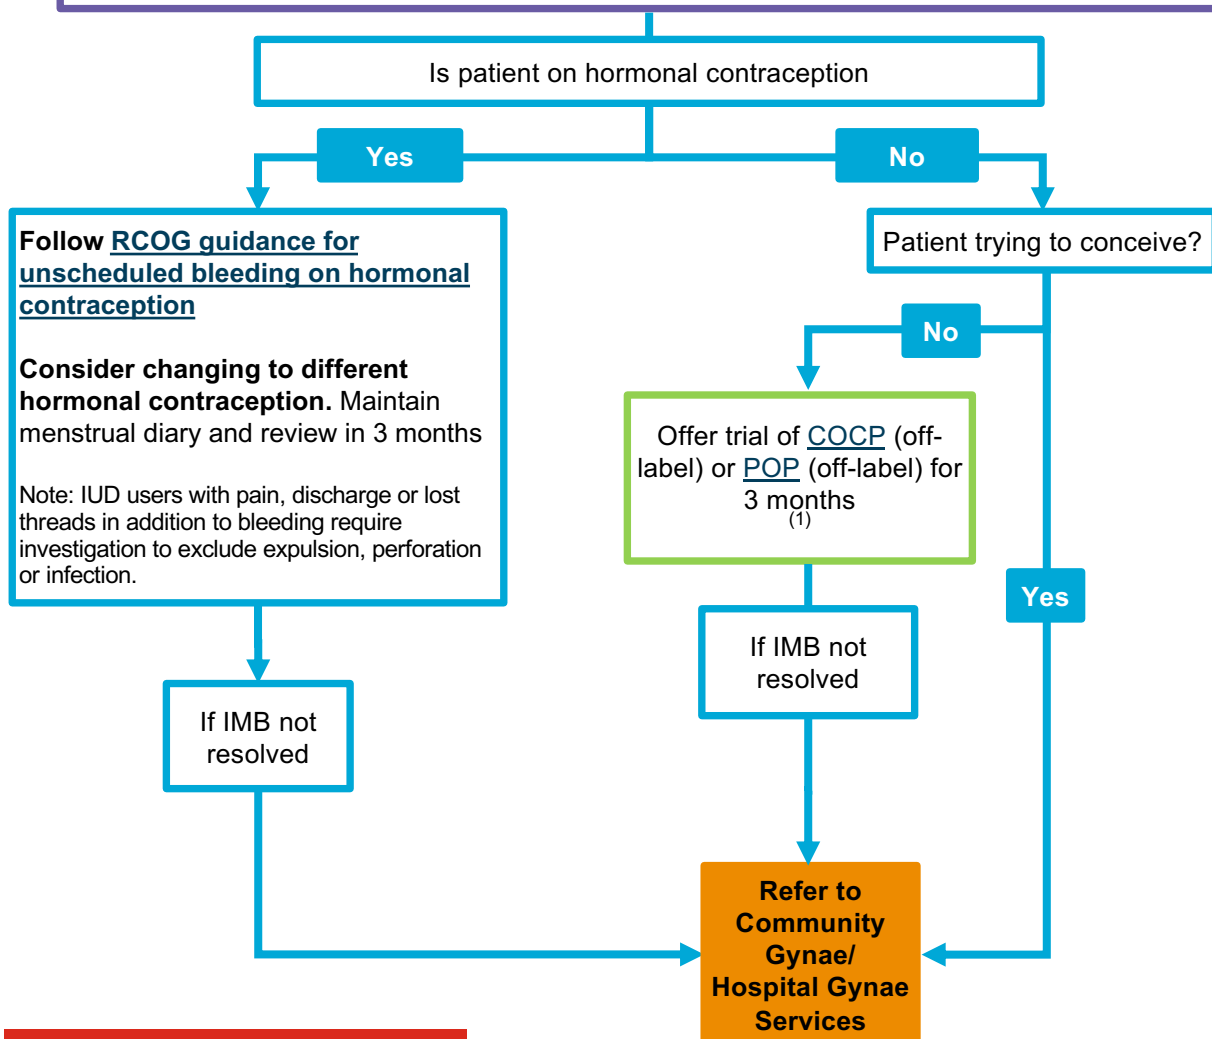 Is patient on hormonal contraception
Yes
No
Follow RCOG guidance for
unscheduled bleeding on hormonal
contraception
Consider changing to different
hormonal contraception. Maintain
menstrual diary and review in 3 months
Note: IUD users with pain, discharge or lost
threads in addition to bleeding require
investigation to exclude expulsion, perforation
or infection.
Patient trying to conceive?
No
Offer trial of COCP (off-
label) or POP (off-label) for
3 months
(1)
Yes
If IMB not
resolved
If IMB not
resolved
Refer to
Community
Gynae/
Hospital Gynae
Services